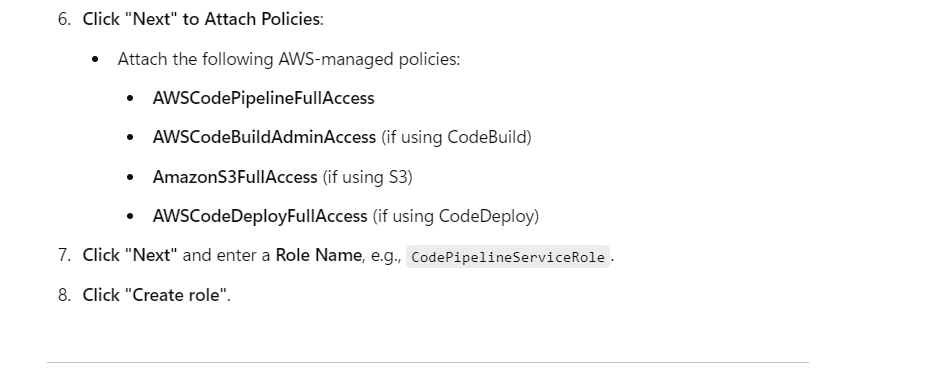 6. Click "Next" to Attach Policies:
• Attach the following AWS-managed policies:
• AWSCodePipelineFullAccess
• AWSCodeBuildAdminAccess (if using CodeBuild)
• AmazonS3FullAccess (if using S3)
• AWSCodeDeployFullAccess (if using CodeDeploy)
7. Click "Next" and enter a Role Name, e.g., CodePipelineServiceRole.
8. Click "Create role".